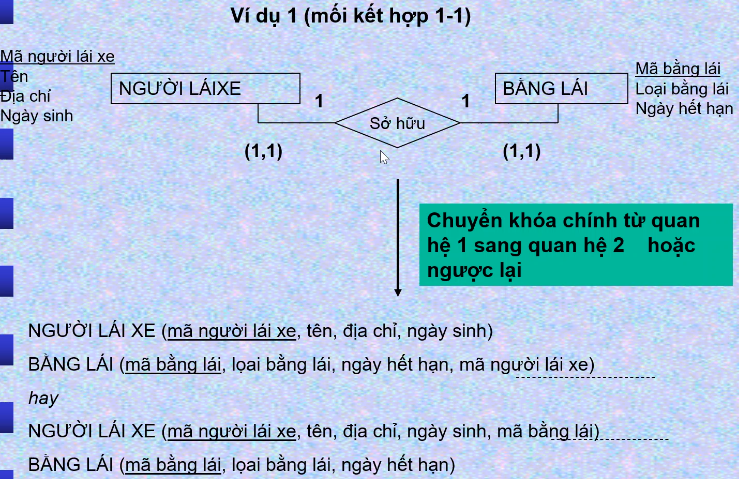 Ví dụ 1 (mối kết hợp 1-1)
Mã người lái xe
Tên
Địa chỉ
Ngày sinh
NGƯỜI LÁIXE
1
Sở hữu
1
BẰNG LÁI
Mã bằng lái
Loại bằng lái
Ngày hết hạn
(1,1)
(1,1)
Chuyển khóa chính từ quan
hệ 1 sang quan hệ 2 hoặc
ngược lại
NGƯỜI LÁI XE (mã người lái xe, tên, địa chỉ, ngày sinh)
BẰNG LÁI (mã bằng lái, lọai bằng lái, ngày hết hạn, mã người lái xe)
hay
NGƯỜI LÁI XE (mã người lái xe, tên, địa chỉ, ngày sinh, mã bằng lái)
BẰNG LÁI (mã bằng lái, lọai bằng lái, ngày hết hạn)